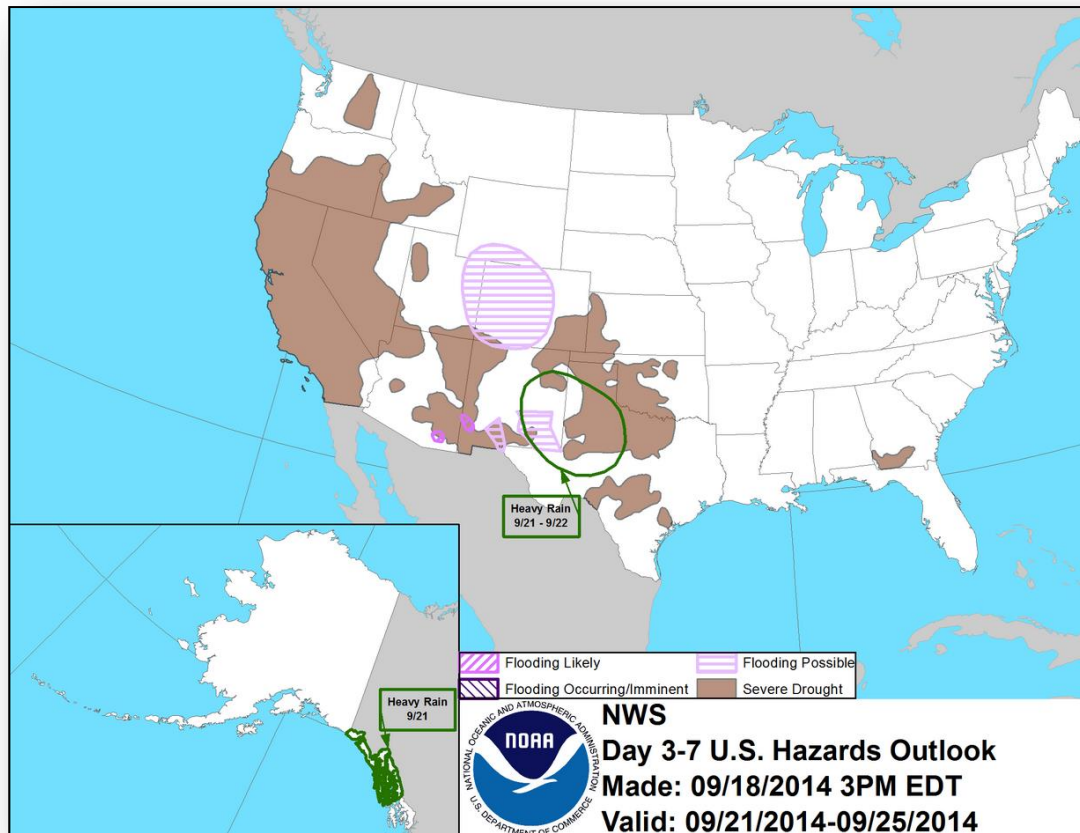 Heavy Rain
9/21 - 9/22
Heavy Rain
9/21
Flooding Likely
Flooding Possible
Flooding Occurring/Imminent
Severe Drought
NATIONAL OCEANIC AND ATMOSPHERIC ADMINISTRATION
NOAA
U.S. DEPARTMENT OF COMMERCE
NWS
Day 3-7 U.S. Hazards Outlook
Made: 09/18/2014 3PM EDT
Valid: 09/21/2014-09/25/2014